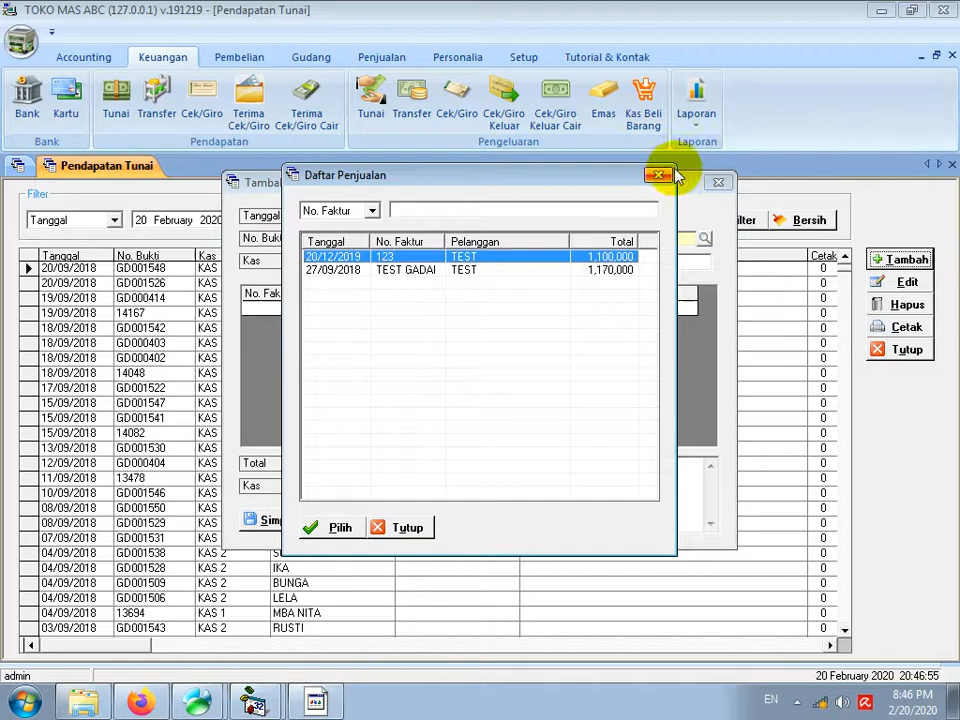 TOKO MAS ABC (127.0.0.1) v.191219 - [Pendapatan Tunai]
Accounting Keuangan Pembelian Gudang Penjualan Personalia Setup Tutorial & Kontak
Bank Kartu Tunai Transfer Cek/Giro Terima Cek/Giro Terima Cek/Giro Cair Tunai Transfer Cek/Giro Cek/Giro Keluar Cek/Giro Keluar Cair Emas Kas Beli Barang Laporan
Bank Pendapatan Pengeluaran Laporan
Pendapatan Tunai
Filter
Tanggal 20 February 2020 Bersih
Tanggal No. Bukti Kas Cetak
20/09/2018 GD001548 KAS 0
20/09/2018 GD001526 KAS 0
19/09/2018 GD000414 KAS 0
19/09/2018 14167 KAS 0
18/09/2018 GD001542 KAS 0
18/09/2018 GD000403 KAS 0
18/09/2018 GD000402 KAS 0
18/09/2018 14048 KAS 0
17/09/2018 GD001522 KAS 0
15/09/2018 GD001547 KAS 0
15/09/2018 GD001541 KAS 0
15/09/2018 14082 KAS 0
13/09/2018 GD001530 KAS 0
12/09/2018 GD000404 KAS 0
11/09/2018 13478 KAS 0
10/09/2018 GD001546 KAS 0
08/09/2018 GD001550 KAS 0
08/09/2018 GD001529 KAS 0
07/09/2018 GD001531 KAS 0
04/09/2018 GD001528 KAS 2 IKA 0
04/09/2018 GD001509 KAS 2 BUNGA 0
04/09/2018 GD001506 KAS 2 LELA 0
04/09/2018 13694 KAS 1 MBA NITA 0
03/09/2018 GD001543 KAS 2 RUSTI 0
Tambah
Edit
Hapus
Cetak
Tutup
Tanggal
No. Bukti
Kas
No. Fak
Total
Kas
Daftar Penjualan
No. Faktur
Tanggal No. Faktur Pelanggan Total
20/12/2019 123 TEST 1,100,000
27/09/2018 TEST GADAI TEST 1,170,000
Pilih Tutup
admin 20 February 2020 20:46:55
EN 8:46 PM
2/20/2020